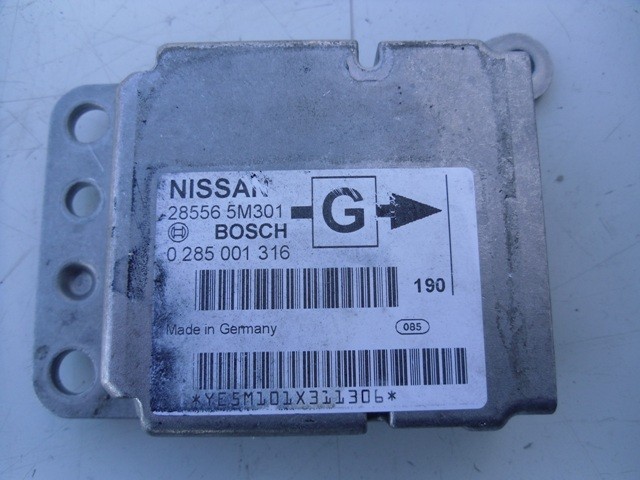 NISSAN
28556 5M301
G
BOSCH
0 285 001 316
190
Made in Germany
085
*YE5M101X311306*